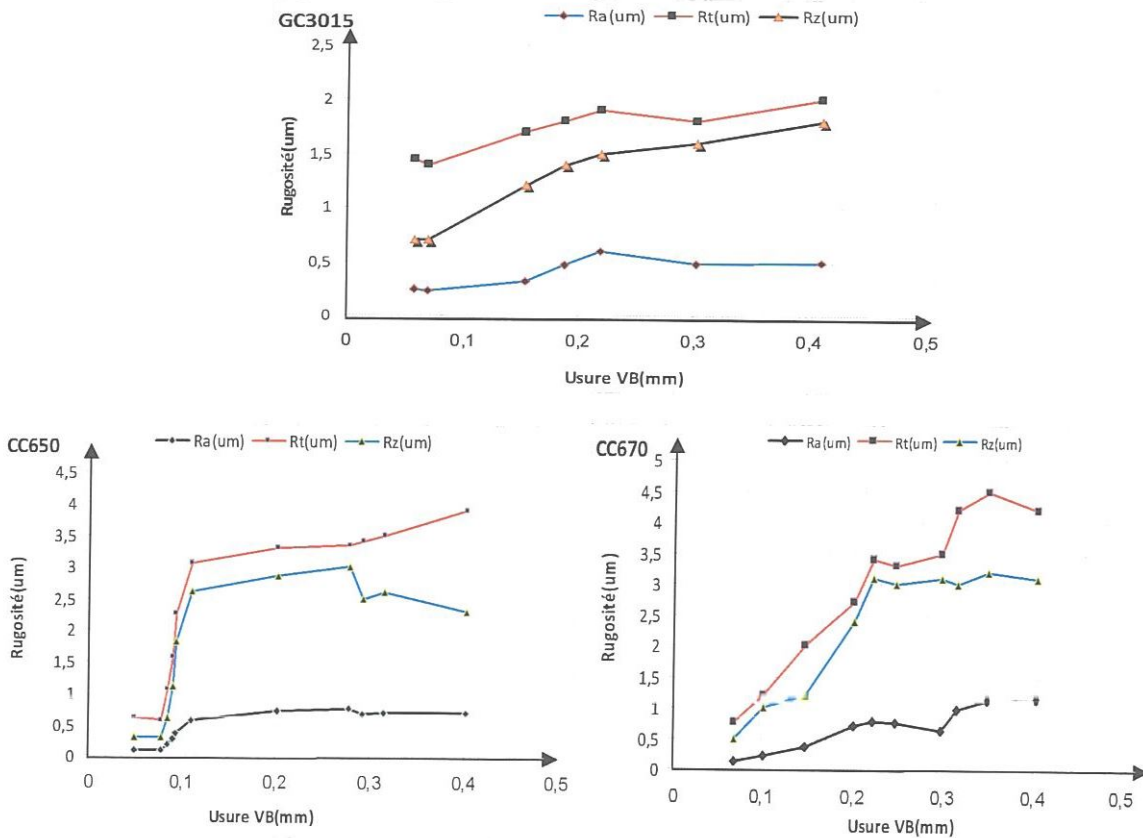 GC3015
Ra(um) Rt(um) Rz(um)
2,5
2
1,5
1
0,5
0
Rugosité(um)
0 0,1 0,2 0,3 0,4 0,5
Usure VB(mm)
CC650
Ra(um) Rt(um) Rz(um)
4,5
4
3,5
3
2,5
2
1,5
1
0,5
0
Rugosité(um)
0 0,1 0,2 0,3 0,4 0,5
Usure VB(mm)
CC670
Ra(um) Rt(um) Rz(um)
5
4,5
4
3,5
3
2,5
2
1,5
1
0,5
0
Rugosité(um)
0 0,1 0,2 0,3 0,4 0,5
Usure VB(mm)